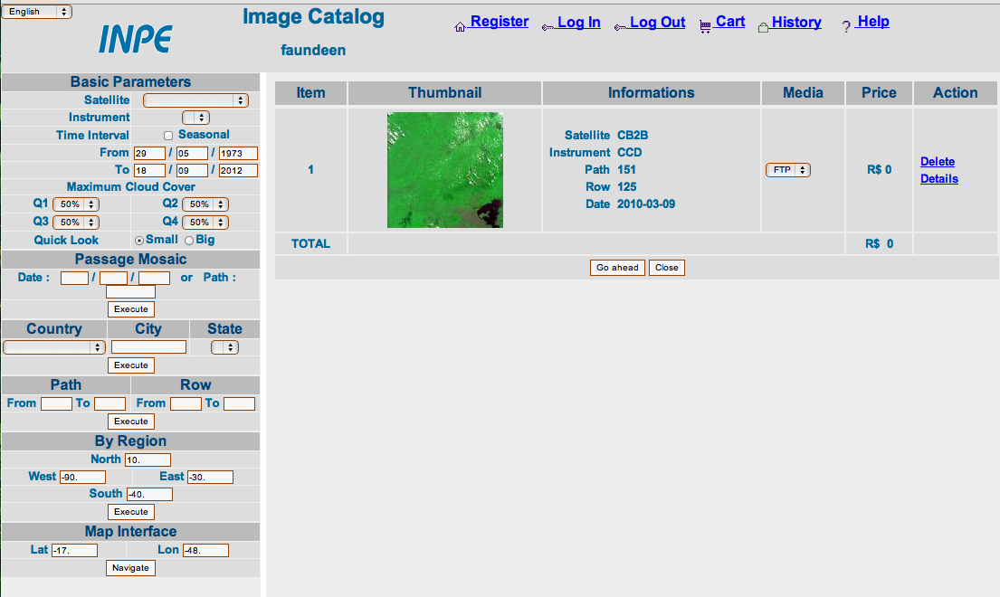 English
INPE
Image Catalog
faundeen
Register Log In Log Out Cart History ? Help
Basic Parameters
Satellite
Instrument
Time Interval Seasonal
From 29 / 05 / 1973
To 18 / 09 / 2012
Maximum Cloud Cover
Q1 50% Q2 50%
Q3 50% Q4 50%
Quick Look Small Big
Passage Mosaic
Date : / / or Path :
Execute
Country City State
Execute
Path Row
From To From To
Execute
By Region
North 10.
West -90. East -30.
South -40.
Execute
Map Interface
Lat -17. Lon -48.
Navigate
Item Thumbnail Informations Media Price Action
Satellite CB2B
Instrument CCD
1 Path 151 FTP R$ 0 Delete
Row 125 Details
Date 2010-03-09
TOTAL R$ 0
Go ahead Close